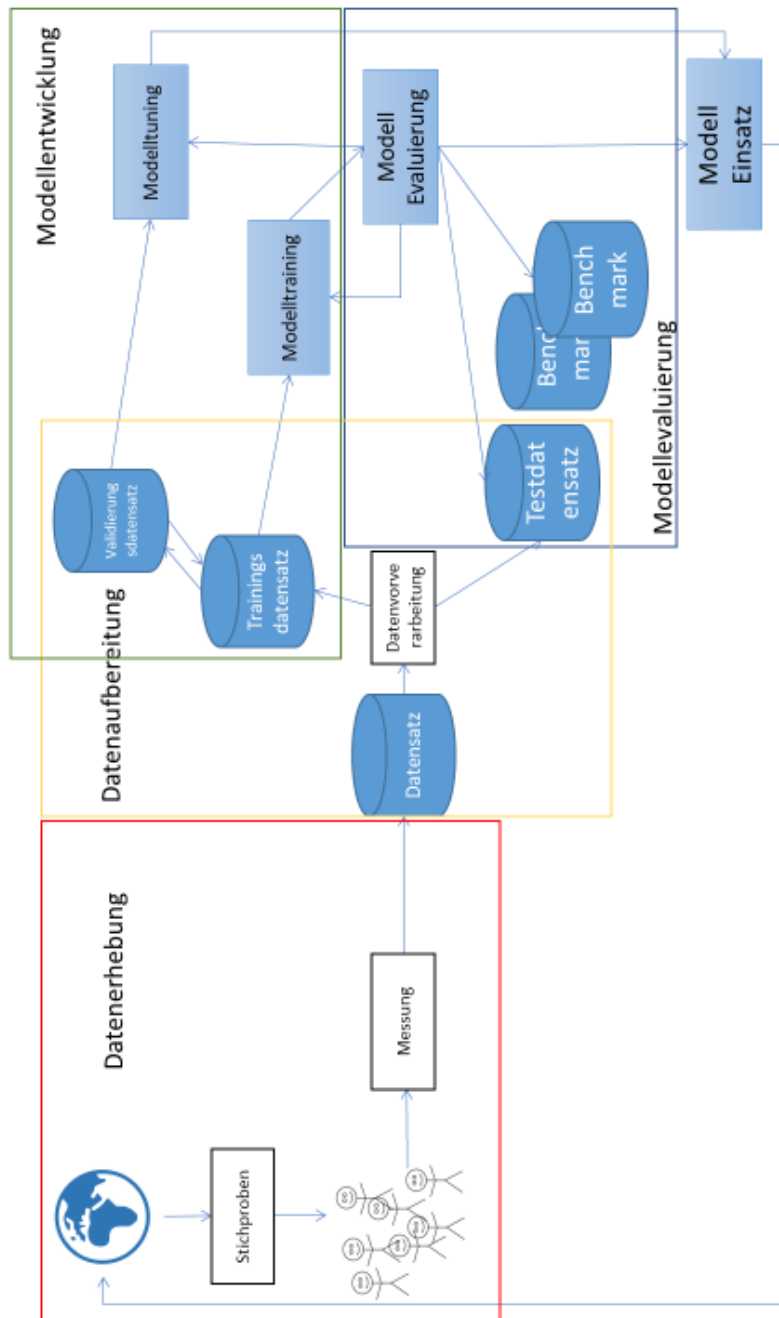 Datenerhebung
Stichproben
Messung
Datenaufbereitung
Datensatz
Datenvorve
rarbeitung
Validierung
sdatensatz
Trainings
datensatz
Testdat
ensatz
Modellentwicklung
Modelltuning
Modelltraining
Modell
Evaluierung
Bench
mark
Bench
mark
Modellevaluierung
Modell
Einsatz